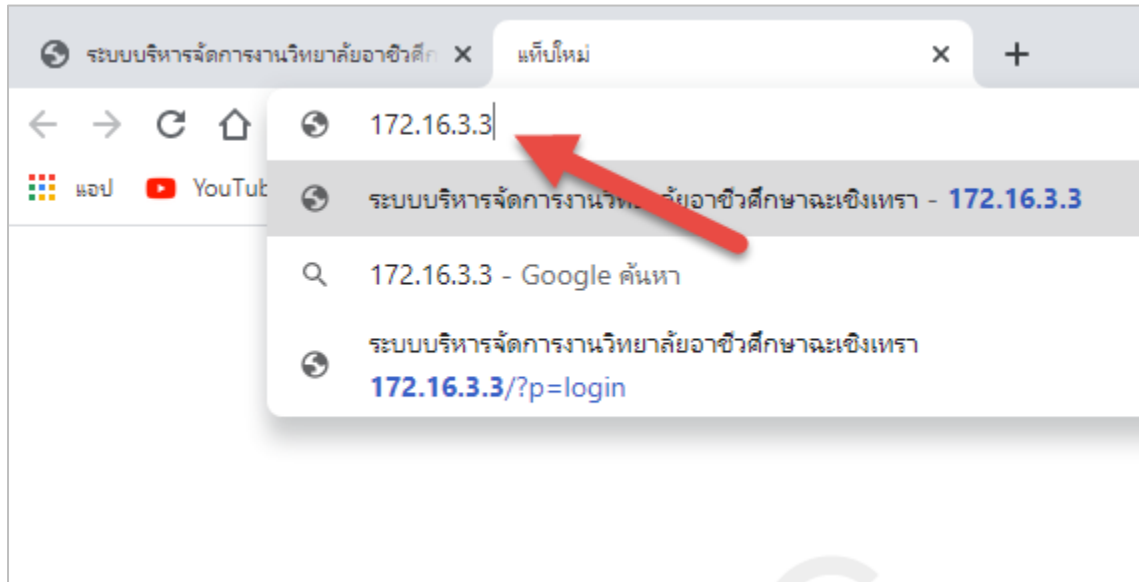 ระบบบริหารจัดการงานวิทยาลัยอาชีวศึก
แท็บใหม่
172.16.3.3
แอป
YouTub
ระบบบริหารจัดการงานวิทยาลัยอาชีวศึกษาฉะเชิงเทรา - 172.16.3.3
172.16.3.3 - Google ค้นหา
ระบบบริหารจัดการงานวิทยาลัยอาชีวศึกษาฉะเชิงเทรา
172.16.3.3/?p=login